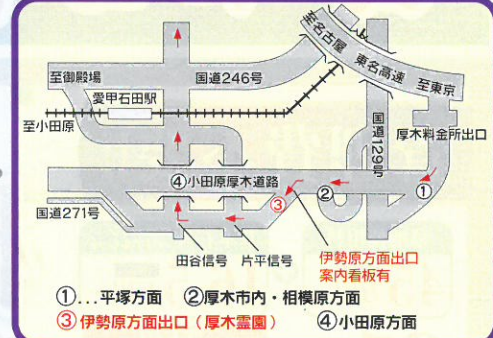 至名古屋
東名高速
至東京
至御殿場
国道246号
愛甲石田駅
至小田原
国道129号
厚木料金所出口
④小田原厚木道路
②
①
③
国道271号
田谷信号
片平信号
伊勢原方面出口
案内看板有
①…平塚方面 ②厚木市内・相模原方面
③伊勢原方面出口(厚木霊園) ④小田原方面